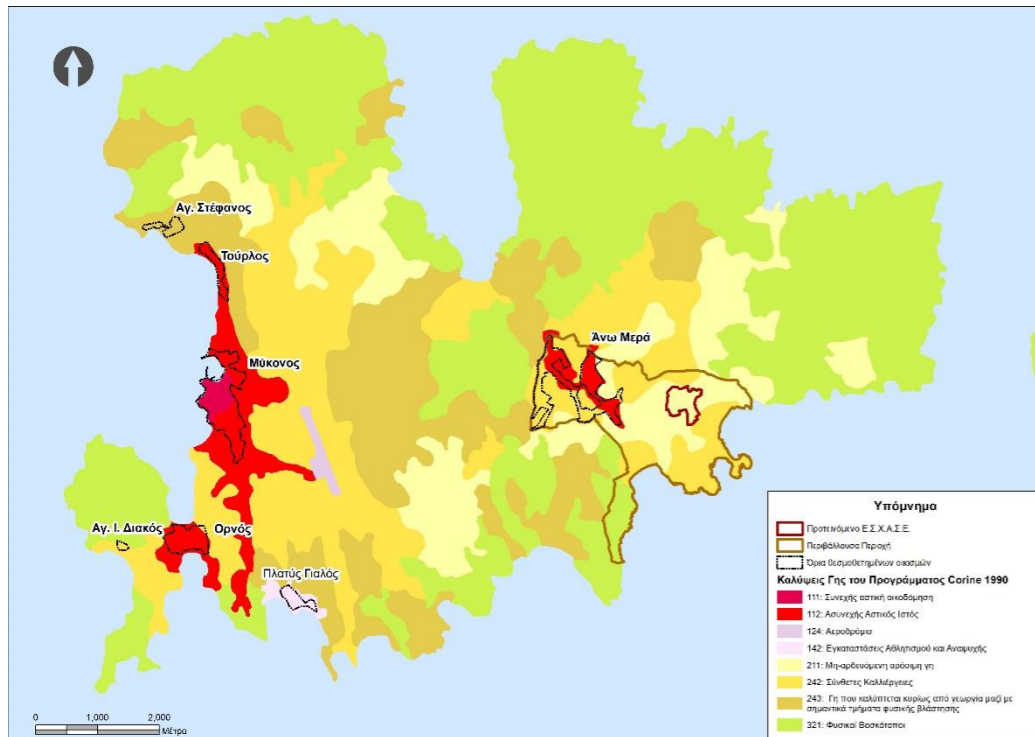 Αγ. Στέφανος
Τούρλος
Άνω Μερά
Μύκονος
Αγ. Ι. Διακός
Ορνός
Πλατύς Γιαλός
0 1,000 2,000
Μέτρα
Υπόμνημα
Προτεινόμενο Ε.Σ.Χ.Α.Σ.Ε.
Περιβάλλουσα Περιοχή
Όρια θεσμοθετημένων οικισμών
Καλύψεις Γης του Προγράμματος Corine 1990
111: Συνεχής αστική οικοδόμηση
112: Ασυνεχής Αστικός Ιστός
124: Αεροδρόμιο
142: Εγκαταστάσεις Αθλητισμού και Αναψυχής
211: Μη-αρδευόμενη αρόσιμη γη
242: Σύνθετες Καλλιέργειες
243: Γη που καλύπτεται κυρίως από γεωργία μαζί με
σημαντικά τμήματα φυσικής βλάστησης
321: Φυσικοί Βοσκότοποι